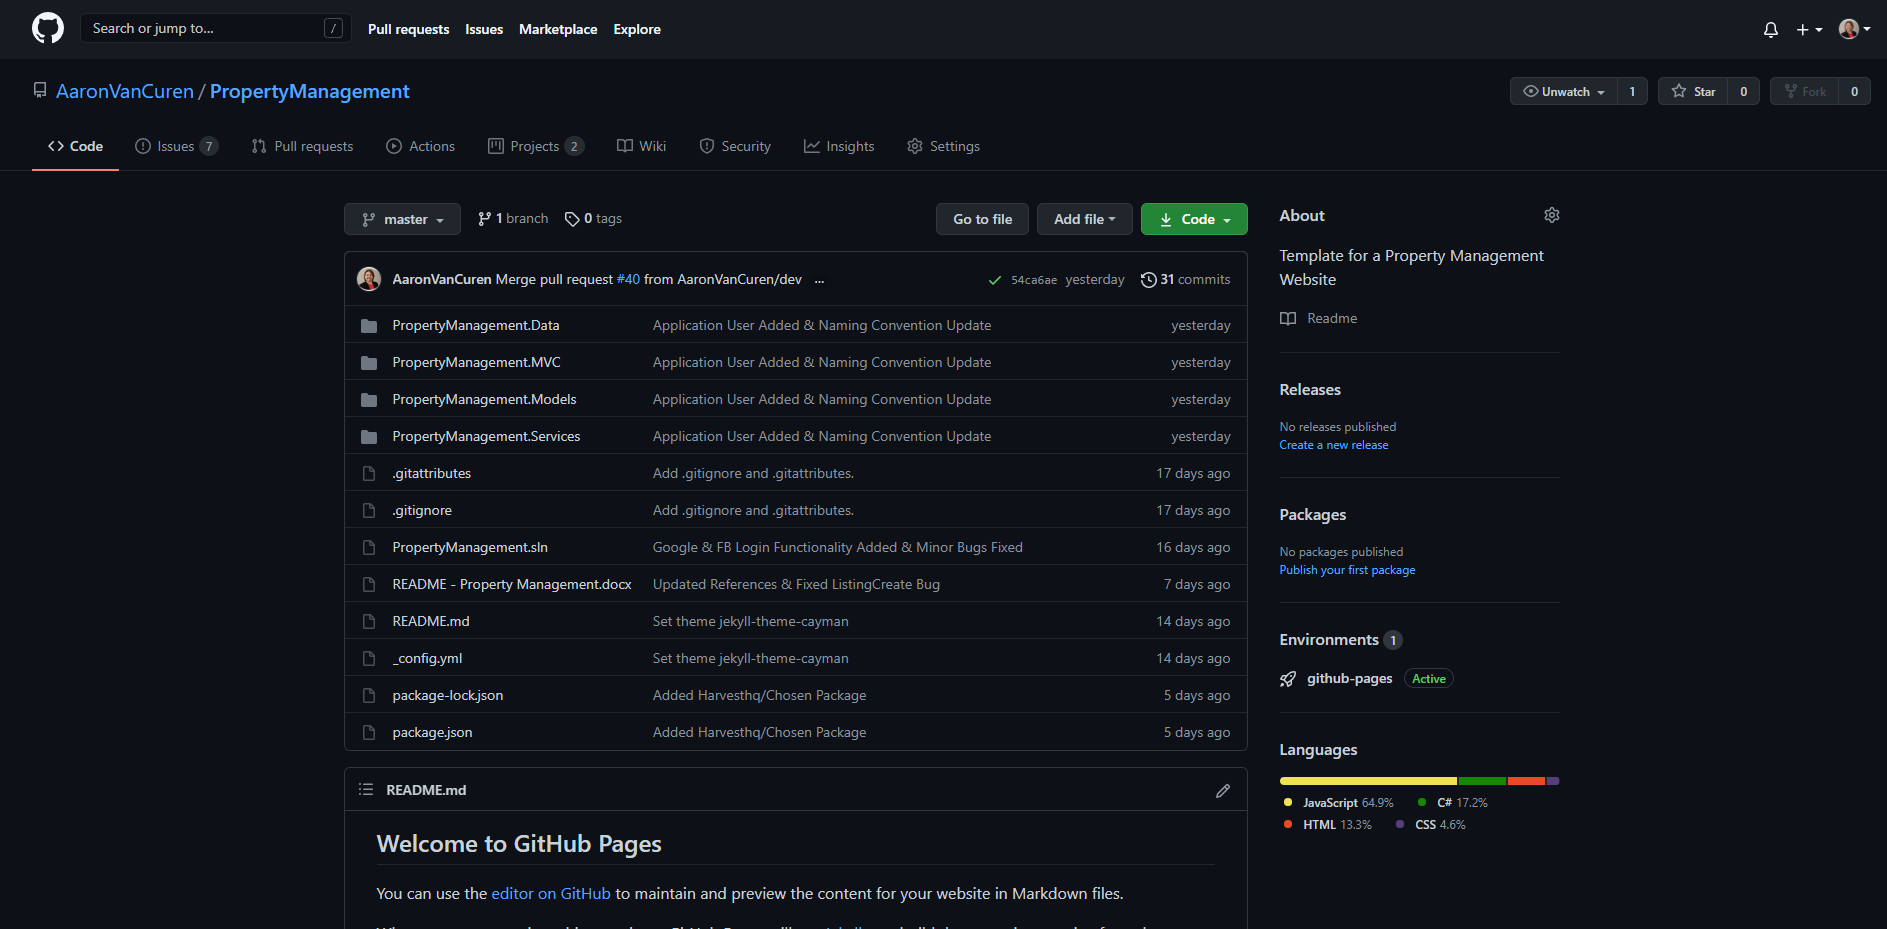 Search or jump to... /
Pull requests Issues Marketplace Explore
AaronVanCuren / PropertyManagement
Unwatch 1 Star 0 Fork 0
Code Issues 7 Pull requests Actions Projects 2 Wiki Security Insights Settings
master 1 branch 0 tags Go to file Add file Code
AaronVanCuren Merge pull request #40 from AaronVanCuren/dev ... 54ca6ae yesterday 31 commits
PropertyManagement.Data Application User Added & Naming Convention Update yesterday
PropertyManagement.MVC Application User Added & Naming Convention Update yesterday
PropertyManagement.Models Application User Added & Naming Convention Update yesterday
PropertyManagement.Services Application User Added & Naming Convention Update yesterday
.gitattributes Add .gitignore and .gitattributes. 17 days ago
.gitignore Add .gitignore and .gitattributes. 17 days ago
PropertyManagement.sln Google & FB Login Functionality Added & Minor Bugs Fixed 16 days ago
README - Property Management.docx Updated References & Fixed ListingCreate Bug 7 days ago
README.md Set theme jekyll-theme-cayman 14 days ago
_config.yml Set theme jekyll-theme-cayman 14 days ago
package-lock.json Added Harvesthq/Chosen Package 5 days ago
package.json Added Harvesthq/Chosen Package 5 days ago
README.md
Welcome to GitHub Pages
You can use the editor on GitHub to maintain and preview the content for your website in Markdown files.
About
Template for a Property Management
Website
Readme
Releases
No releases published
Create a new release
Packages
No packages published
Publish your first package
Environments 1
github-pages Active
Languages
JavaScript 64.9% C# 17.2%
HTML 13.3% CSS 4.6%